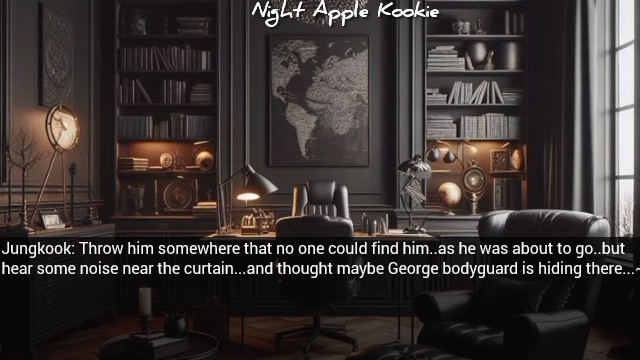 Night Apple Kookie
Jungkook: Throw him somewhere that no one could find him..as he was about to go..but
hear some noise near the curtain...and thought maybe George bodyguard is hiding there...~